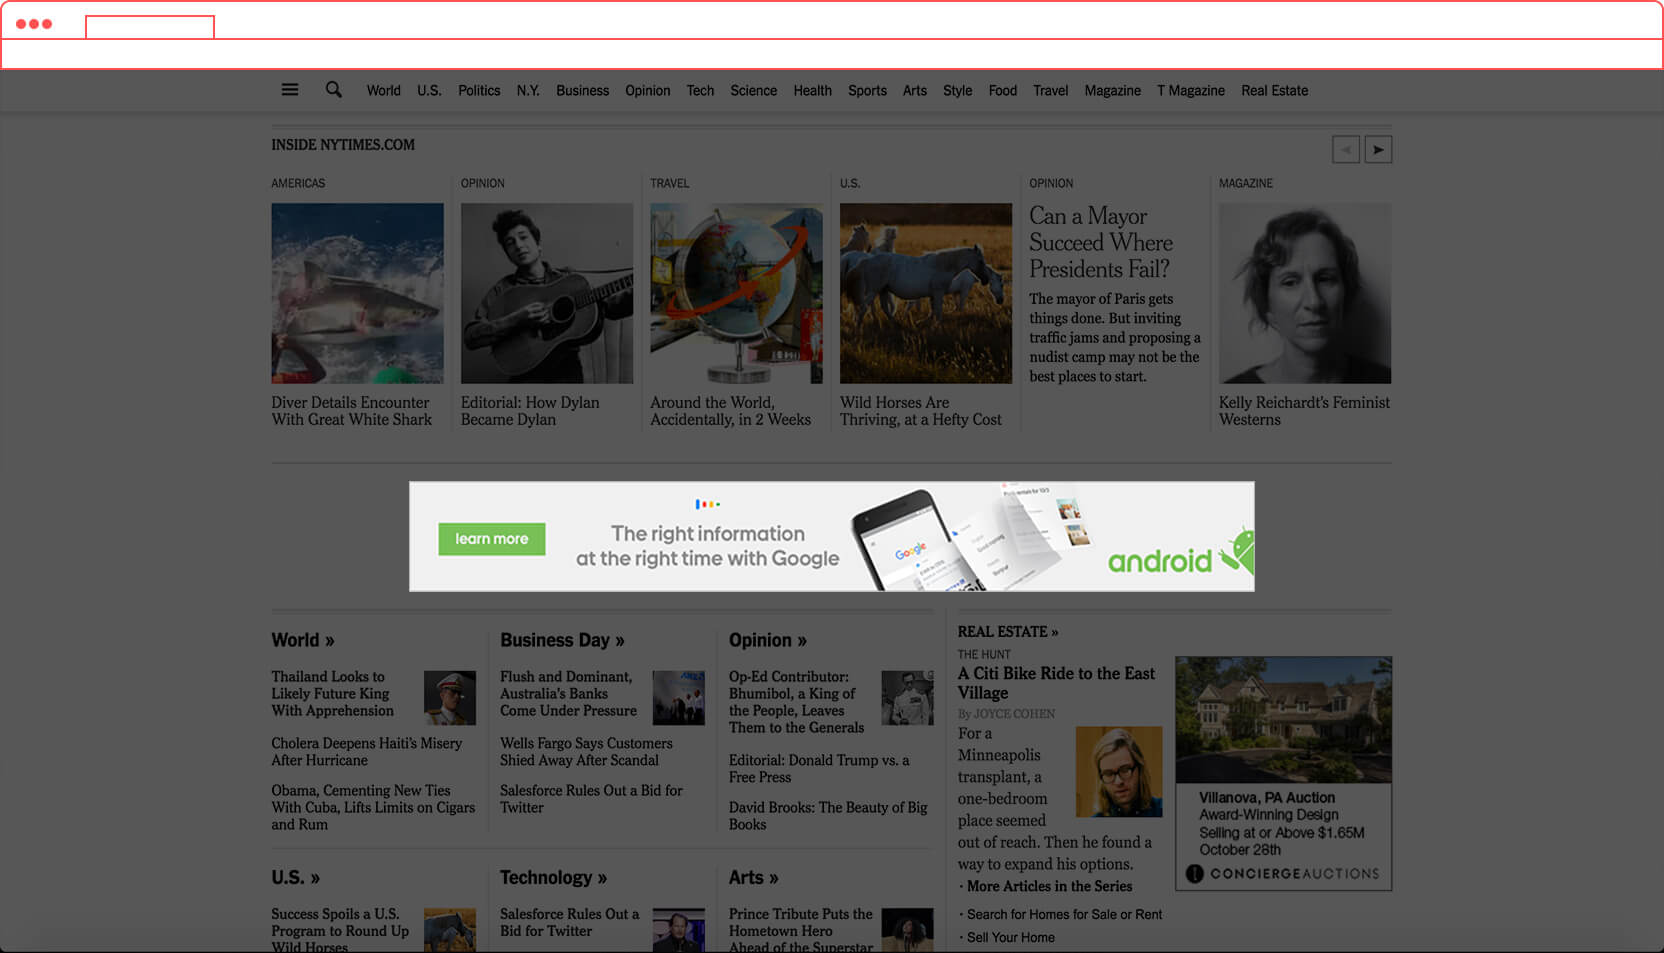 World U.S. Politics N.Y. Business Opinion Tech Science Health Sports Arts Style Food Travel Magazine T Magazine Real Estate
INSIDE NYTIMES.COM
AMERICAS
Diver Details Encounter
With Great White Shark
OPINION
Editorial: How Dylan
Became Dylan
TRAVEL
Around the World,
Accidentally, in 2 Weeks
U.S.
Wild Horses Are
Thriving, at a Hefty Cost
OPINION
Can a Mayor
Succeed Where
Presidents Fail?
The mayor of Paris gets
things done. But inviting
traffic jams and proposing a
nudist camp may not be the
best places to start.
MAGAZINE
Kelly Reichardt's Feminist
Westerns
learn more
The right information
at the right time with Google
Google
android
World »
Thailand Looks to
Likely Future King
With Apprehension
Cholera Deepens Haiti's Misery
After Hurricane
Obama, Cementing New Ties
With Cuba, Lifts Limits on Cigars
and Rum
Business Day »
Flush and Dominant,
Australia's Banks
Come Under Pressure
Wells Fargo Says Customers
Shied Away After Scandal
Salesforce Rules Out a Bid for
Twitter
Opinion »
Op-Ed Contributor:
Bhumibol, a King of
the People, Leaves
Them to the Generals
Editorial: Donald Trump vs. a
Free Press
David Brooks: The Beauty of Big
Books
REAL ESTATE »
THE HUNT
A Citi Bike Ride to the East
Village
By JOYCE COHEN
For a
Minneapolis
transplant, a
one-bedroom
place seemed
out of reach. Then he found a
way to expand his options.
· More Articles in the Series
· Search for Homes for Sale or Rent
· Sell Your Home
Villanova, PA Auction
Award-Winning Design
Selling at or Above $1.65M
October 28th
CONCIERGEAUCTIONS
U.S. »
Success Spoils a U.S.
Program to Round Up
Wild Horses
Technology »
Salesforce Rules Out a
Bid for Twitter
Arts »
Prince Tribute Puts the
Hometown Hero
Ahead of the Superstar